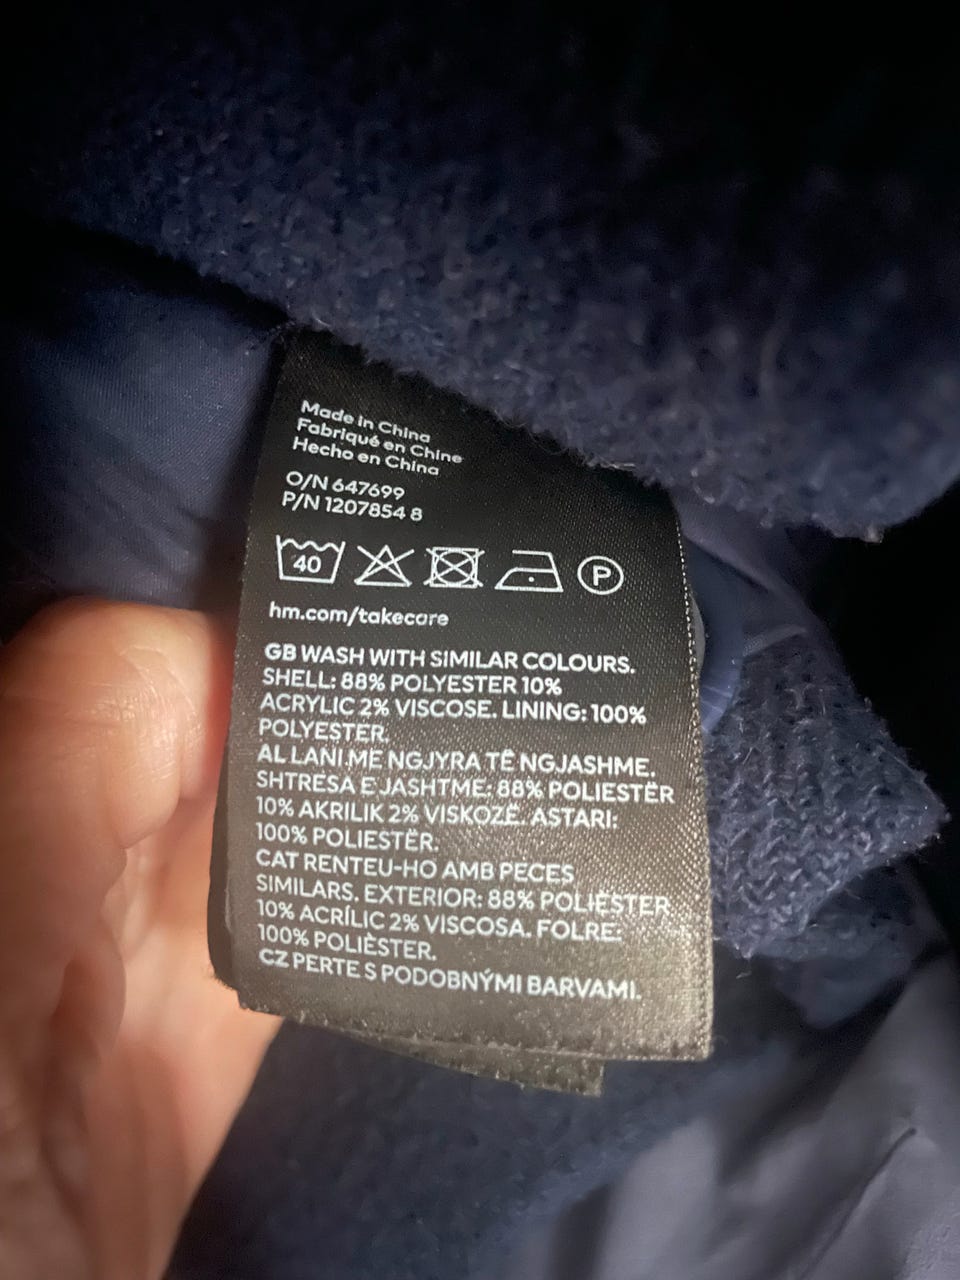 Made in China
Fabriqué en Chine
Hecho en China
O/N 647699
P/N 1207854 8
40
P
hm.com/takecare
GB WASH WITH SIMILAR COLOURS.
SHELL: 88% POLYESTER 10%
ACRYLIC 2% VISCOSE. LINING: 100%
POLYESTER.
AL LANI ME NGJYRA TË NGJASHME.
SHTRESA E JASHTME: 88% POLIESTËR
10% AKRILIK 2% VISKOZË. ASTARI:
100% POLIESTËR.
CAT RENTEU-HO AMB PECES
SIMILARS. EXTERIOR: 88% POLIÈSTER
10% ACRÍLIC 2% VISCOSA. FOLRE:
100% POLIÈSTER.
CZ PERTE S PODOBNÝMI BARVAMI.